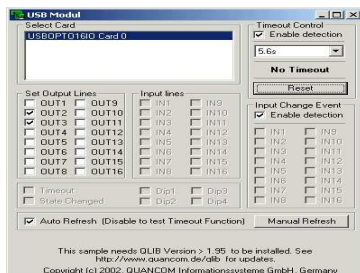 USB Modul
Select Card
USBOPTO16IO Card 0
Timeout Control
Enable detection
5.6s
No Timeout
Reset
Set Output Lines
OUT1 OUT9
OUT2 OUT10
OUT3 OUT11
OUT4 OUT12
OUT5 OUT13
OUT6 OUT14
OUT7 OUT15
OUT8 OUT16
Input lines
IN1 IN9
IN2 IN10
IN3 IN11
IN4 IN12
IN5 IN13
IN6 IN14
IN7 IN15
IN8 IN16
Input Change Event
Enable detection
IN1 IN9
IN2 IN10
IN3 IN11
IN4 IN12
IN5 IN13
IN6 IN14
IN7 IN15
IN8 IN16
Timeout
State Changed
Dip1 Dip3
Dip2 Dip4
Auto Refresh (Disable to test Timeout Function)
Manual Refresh
This sample needs QLIB Version > 1.95 to be installed. See
http://www.quancom.de/qlib for updates.
Copyright (c) 2002, QUANCOM Informationssysteme GmbH, Germany